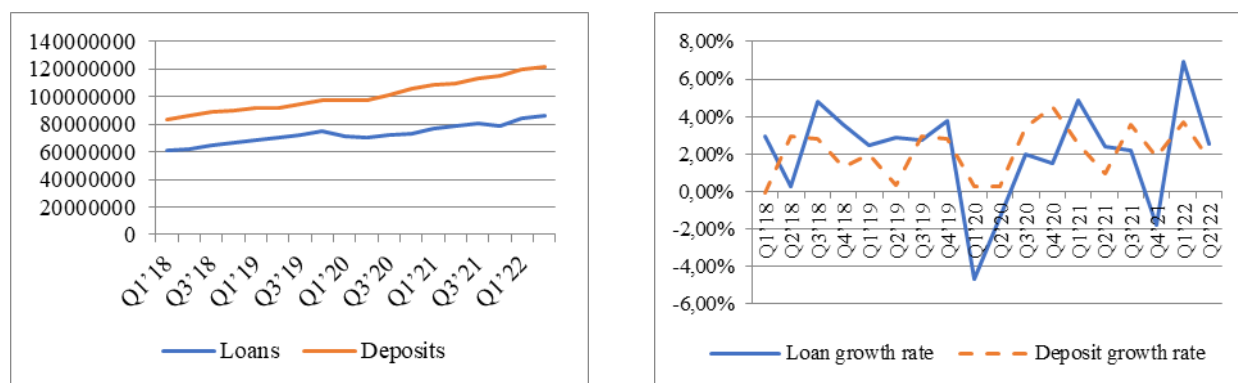 140000000
120000000
100000000
80000000
60000000
40000000
20000000
0
Q1’18
Q3’18
Q1’19
Q3’19
Q1’20
Q3’20
Q1’21
Q3’21
Q1’22
Loans
Deposits
8,00%
6,00%
4,00%
2,00%
0,00%
-2,00%
-4,00%
-6,00%
Q1’18
Q2’18
Q3’18
Q4’18
Q1’19
Q2’19
Q3’19
Q4’19
Q1’20
Q2’20
Q3’20
Q4’20
Q1’21
Q2’21
Q3’21
Q4’21
Q1’22
Q2’22
Loan growth rate
Deposit growth rate